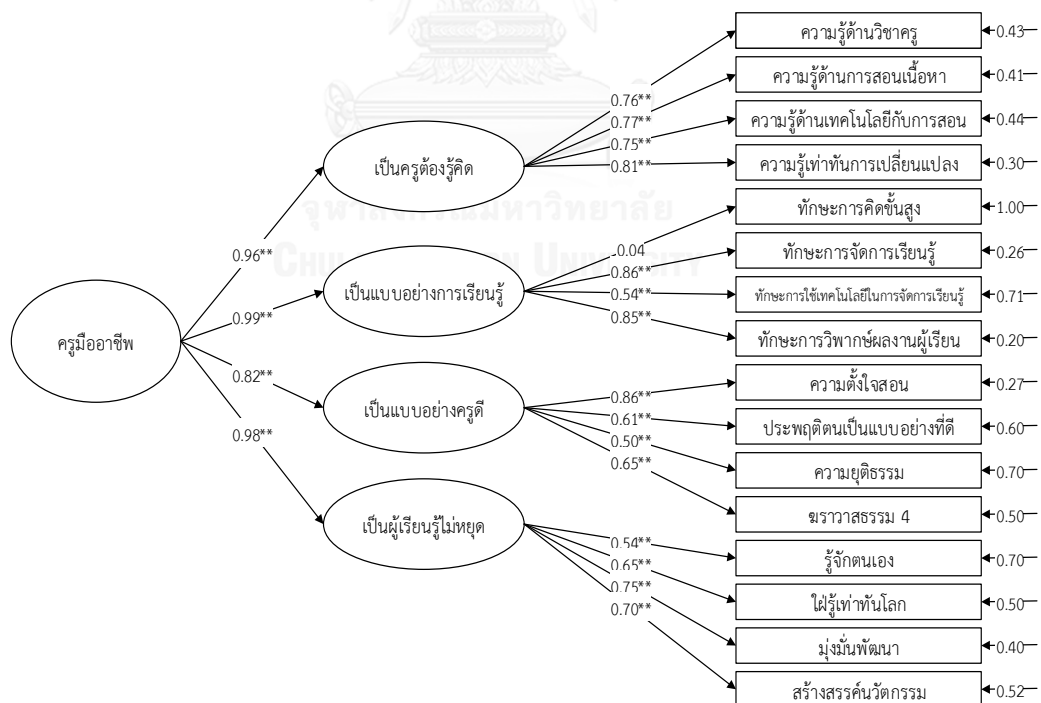 ความรู้ด้านวิชาครู
0.43
ความรู้ด้านการสอนเนื้อหา
0.41
ความรู้ด้านเทคโนโลยีกับการสอน
0.44
ความรู้เท่าทันการเปลี่ยนแปลง
0.30
0.76**
0.77**
0.75**
0.81**
เป็นครูต้องรู้คิด
จุฬาลงกรณ์มหาวิทยาลัย
CHULALONGKORN UNIVERSITY
ทักษะการคิดขั้นสูง
1.00
ทักษะการจัดการเรียนรู้
0.26
ทักษะการใช้เทคโนโลยีในการจัดการเรียนรู้
0.71
ทักษะการวิพากษ์ผลงานผู้เรียน
0.20
0.04
0.86**
0.54**
0.85**
เป็นแบบอย่างการเรียนรู้
0.96**
0.99**
0.82**
0.98**
ครูมืออาชีพ
ความตั้งใจสอน
0.27
ประพฤติตนเป็นแบบอย่างที่ดี
0.60
ความยุติธรรม
0.70
ฆราวาสธรรม 4
0.50
0.86**
0.61**
0.50**
0.65**
เป็นแบบอย่างครูดี
เป็นผู้เรียนรู้ไม่หยุด
0.54**
0.65**
0.75**
0.70**
รู้จักตนเอง
0.70
ใฝ่รู้เท่าทันโลก
0.50
มุ่งมั่นพัฒนา
0.40
สร้างสรรค์นวัตกรรม
0.52